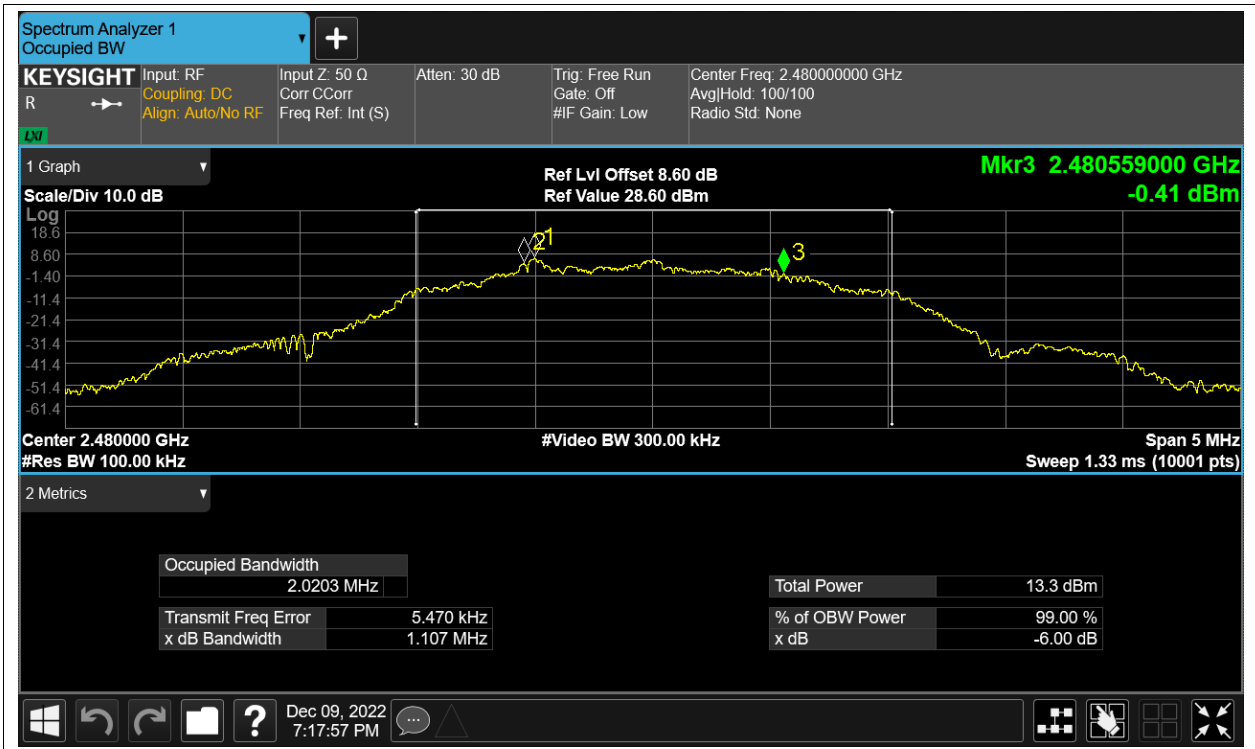 Spectrum Analyzer 1
Occupied BW
KEYSIGHT
R
LXI
Input: RF
Coupling: DC
Align: Auto/No RF
Input Z: 50 Ω
Corr CCorr
Freq Ref: Int (S)
Atten: 30 dB
Trig: Free Run
Gate: Off
#IF Gain: Low
Center Freq: 2.480000000 GHz
Avg|Hold: 100/100
Radio Std: None
1 Graph
Scale/Div 10.0 dB
Ref Lvl Offset 8.60 dB
Ref Value 28.60 dBm
Mkr3 2.480559000 GHz
-0.41 dBm
Log
18.6
8.60
-1.40
-11.4
-21.4
-31.4
-41.4
-51.4
-61.4
2
1
3
Center 2.480000 GHz
#Video BW 300.00 kHz
Span 5 MHz
#Res BW 100.00 kHz
Sweep 1.33 ms (10001 pts)
2 Metrics
Occupied Bandwidth
2.0203 MHz
Total Power 13.3 dBm
Transmit Freq Error 5.470 kHz
% of OBW Power 99.00 %
x dB Bandwidth 1.107 MHz
x dB -6.00 dB
?
Dec 09, 2022
7:17:57 PM